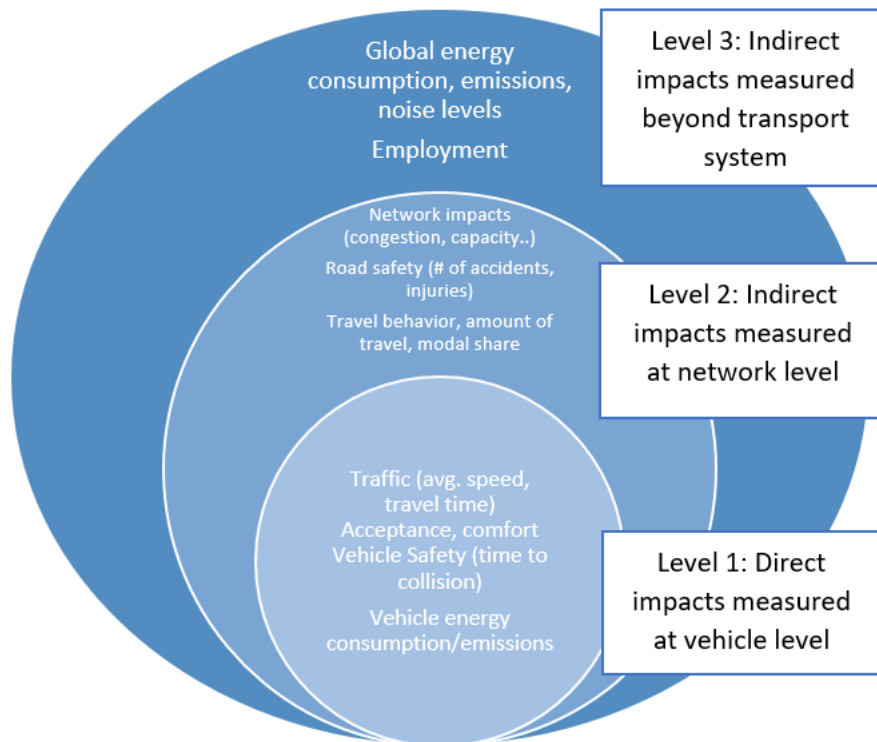 Global energy
consumption, emissions,
noise levels
Employment
Level 3: Indirect
impacts measured
beyond transport
system
Network impacts
(congestion, capacity..)
Road safety (# of accidents,
injuries)
Travel behavior, amount of
travel, modal share
Level 2: Indirect
impacts measured
at network level
Traffic (avg. speed,
travel time)
Acceptance, comfort
Vehicle Safety (time to
collision)
Vehicle energy
consumption/emissions
Level 1: Direct
impacts measured
at vehicle level